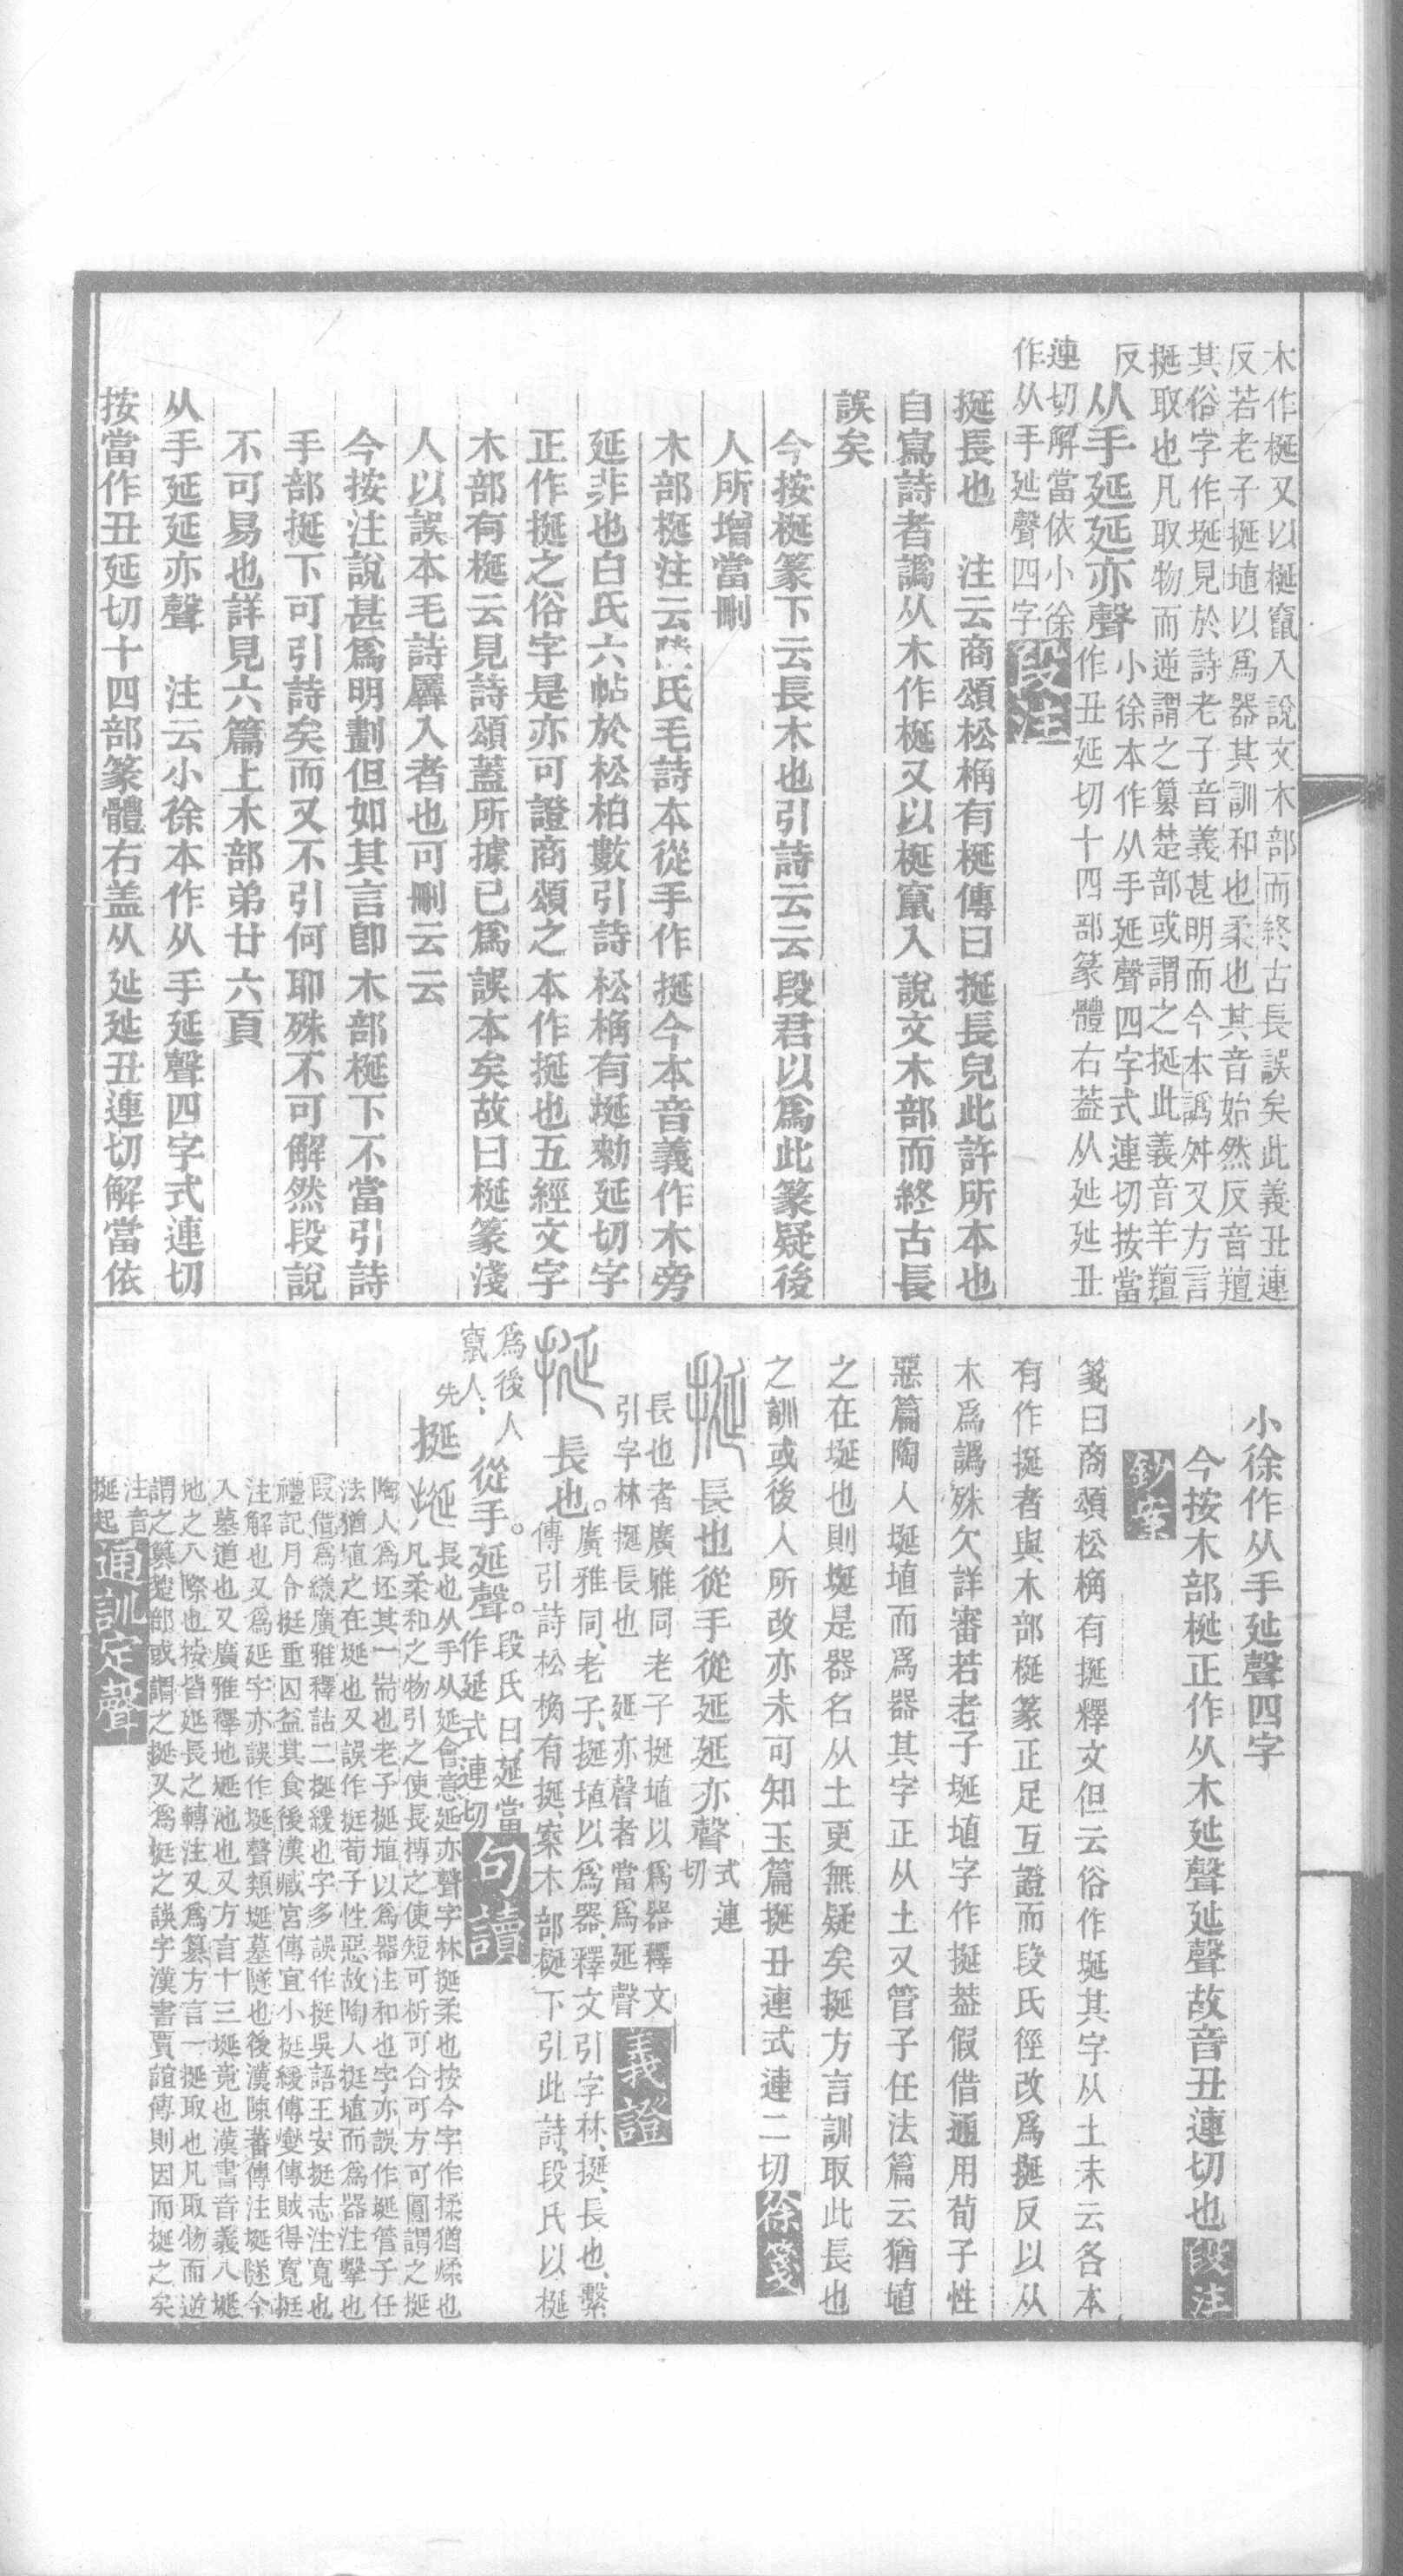 木作梴又以梴竄入說文木部而終古長誤矣此義丑連
反若老子挻埴以爲器其訓和也柔也其音始然反音羶
其俗字作埏見於詩老子音義甚明而今本譌舛又方言
挻取也凡取物而逆謂之篡楚部或謂之挻此義音羊羶
反
从手延延亦聲
小徐本作从手延聲四字式連切按當
作丑延切十四部篆體右葢从延延丑
連切解當依小徐
作从手延聲四字
段注
挻長也　注云商頌松桷有梴傳曰挻長皃此許所本也
自寫詩者譌从木作梴又以梴竄入說文木部而終古長
誤矣
今按梴篆下云長木也引詩云云段君以爲此篆疑後
人所增當刪
木部梴注云陸氏毛詩本從手作挻今本音義作木旁
延非也白氏六帖於松柏數引詩松桷有挻勑延切字
正作挻之俗字是亦可證商頌之本作挻也五經文字
木部有梴云見詩頌葢所據已爲誤本矣故曰梴篆淺
人以誤本毛詩羼入者也可刪云云
今按注說甚爲明劃但如其言卽木部梴下不當引詩
手部挻下可引詩矣而又不引何耶殊不可解然段說
不可易也詳見六篇上木部弟廿六頁
从手延延亦聲　注云小徐本作从手延聲四字式連切
按當作丑延切十四部篆體右盖从延延丑連切解當依
小徐作从手延聲四字
今按木部梴正作从木延聲延聲故音丑連切也
段注
鈔案
箋曰商頌松桷有挻釋文但云俗作埏其字从土未云各本
有作挻者與木部梴篆正足互證而段氏徑改爲挻反以从
木爲譌殊欠詳審若老子埏埴字作挻葢假借通用荀子性
惡篇陶人埏埴而爲器其字正从土又管子任法篇云猶埴
之在埏也則埏是器名从土更無疑矣挻方言訓取此長也
之訓或後人所改亦未可知玉篇挻丑連式連二切
徐箋
挻
長也從手從延延亦聲
式連
切
長也者廣雅同老子挻埴以爲器釋文
引字林挻長也　延亦聲者當爲延聲
義證
挻
長也。
廣雅同、老子、挻埴以爲器、釋文引字林、挻、長也、繫
傳引詩松桷有挻、案木部梴下引此詩、段氏以梴
爲後人
竄入、
從手。延聲。
段氏曰、延當
作延式連切
句讀
先
挻
挻
長也从手从延會意延亦聲字林挻柔也按今字作揉猶煣也
凡柔和之物引之使長摶之使短可析可合可方可圓謂之挻
陶人爲坯其一耑也老子挻埴以爲器注和也字亦誤作埏管子任
法猶埴之在埏也又誤作挺荀子性惡故陶人挻埴而爲器注擊也
叚借爲繎廣雅釋詁二挻緩也字多誤作挺吳語王安挺志注寬也
禮記月令挺重囚益其食後漢臧宮傳宜小挺緩傅燮傳賊得寬挺
注解也又爲延字亦誤作埏聲類埏墓隧也後漢陳蕃傳注埏隧今
入墓道也又廣雅釋地埏池也又方言十三埏竟也漢書音義八埏
地之八際也按皆延長之轉注又爲篡方言一挻取也凡取物而逆
謂之篡楚部或謂之挻又爲挺之誤字漢書賈誼傳則因而挻之矣
注音
挻起
通訓定聲